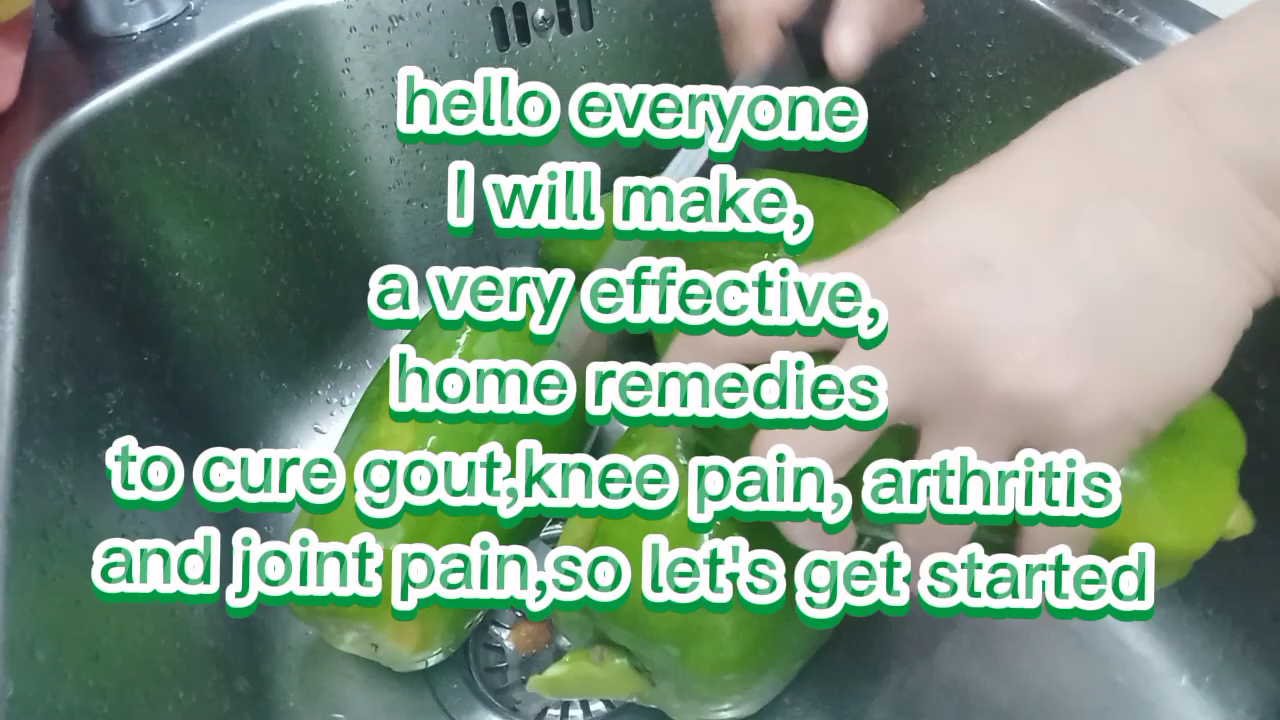 hello everyone
I will make,
a very effective,
home remedies
to cure gout,knee pain, arthritis
and joint pain,so let's get started